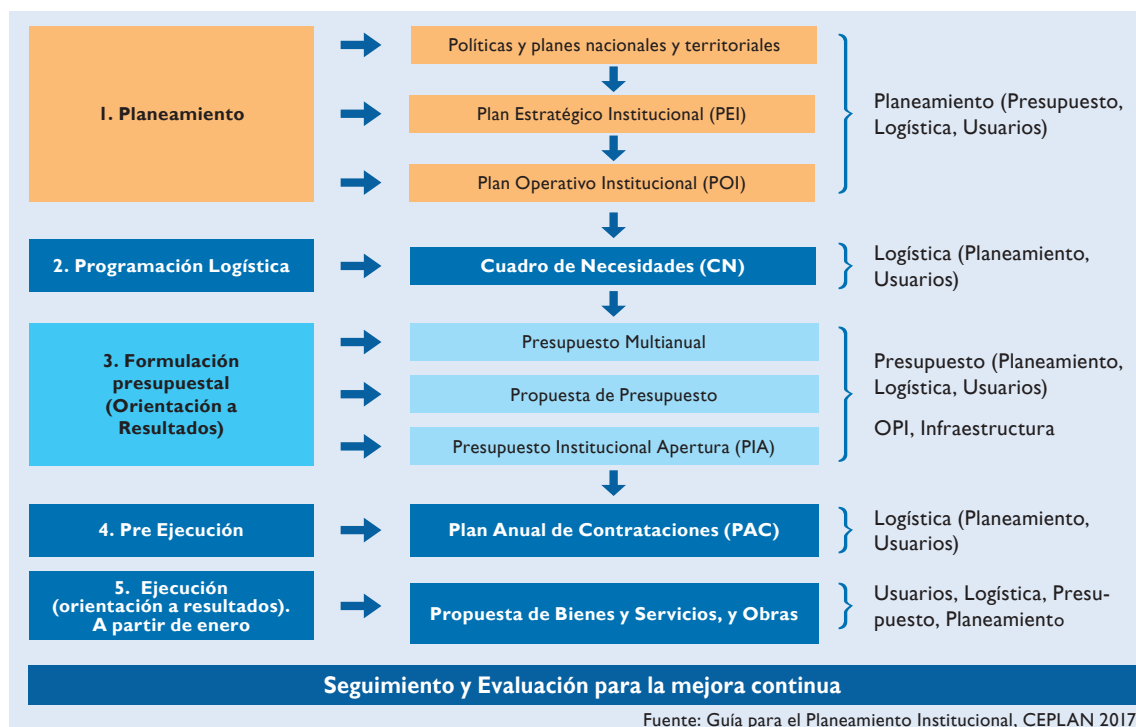 1. Planeamiento
Políticas y planes nacionales y territoriales
Plan Estratégico Institucional (PEI)
Plan Operativo Institucional (POI)
Planeamiento (Presupuesto,
Logística, Usuarios)
2. Programación Logística
Cuadro de Necesidades (CN)
Logística (Planeamiento,
Usuarios)
3. Formulación
presupuestal
(Orientación a
Resultados)
Presupuesto Multianual
Propuesta de Presupuesto
Presupuesto Institucional Apertura (PIA)
Presupuesto (Planeamiento,
Logística, Usuarios)
OPI, Infraestructura
4. Pre Ejecución
Plan Anual de Contrataciones (PAC)
Logística (Planeamiento,
Usuarios)
5. Ejecución
(orientación a resultados).
A partir de enero
Propuesta de Bienes y Servicios, y Obras
Usuarios, Logística, Presu-
puesto, Planeamiento
Seguimiento y Evaluación para la mejora continua
Fuente: Guía para el Planeamiento Institucional, CEPLAN 2017